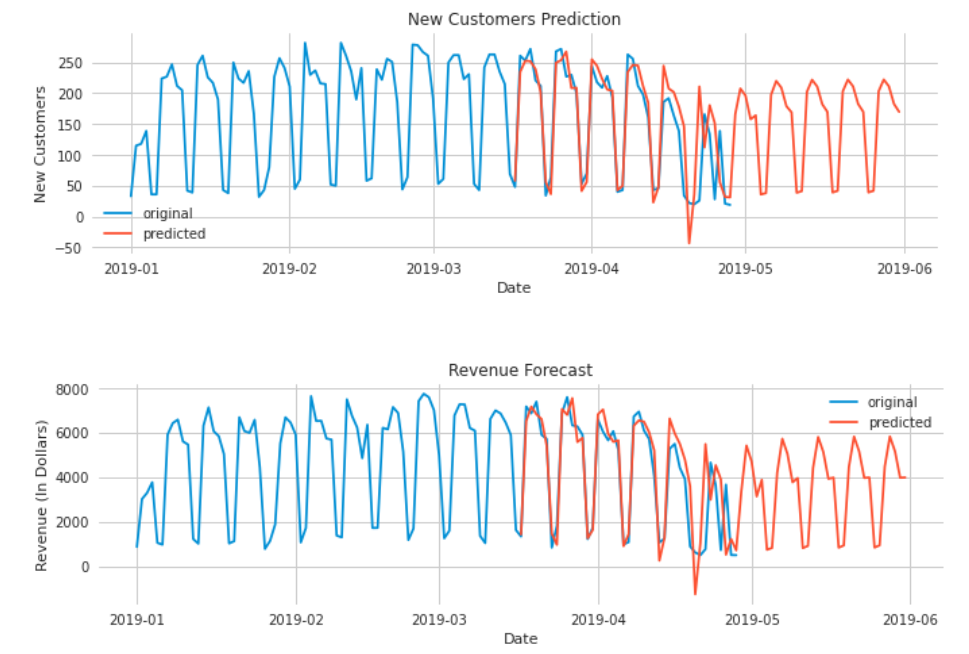 New Customers Prediction
250
200
150
100
50
0
−50
New Customers
original
predicted
2019-01 2019-02 2019-03 2019-04 2019-05 2019-06
Date
Revenue Forecast
8000
6000
4000
2000
0
Revenue (In Dollars)
original
predicted
2019-01 2019-02 2019-03 2019-04 2019-05 2019-06
Date